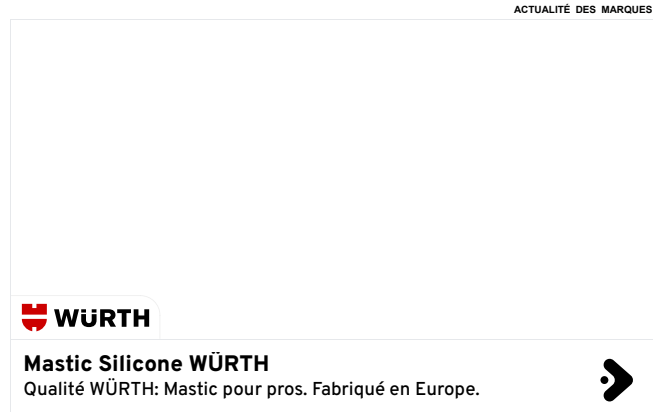 ACTUALITÉ DES MARQUES
WÜRTH
Mastic Silicone WÜRTH
Qualité WÜRTH: Mastic pour pros. Fabriqué en Europe.